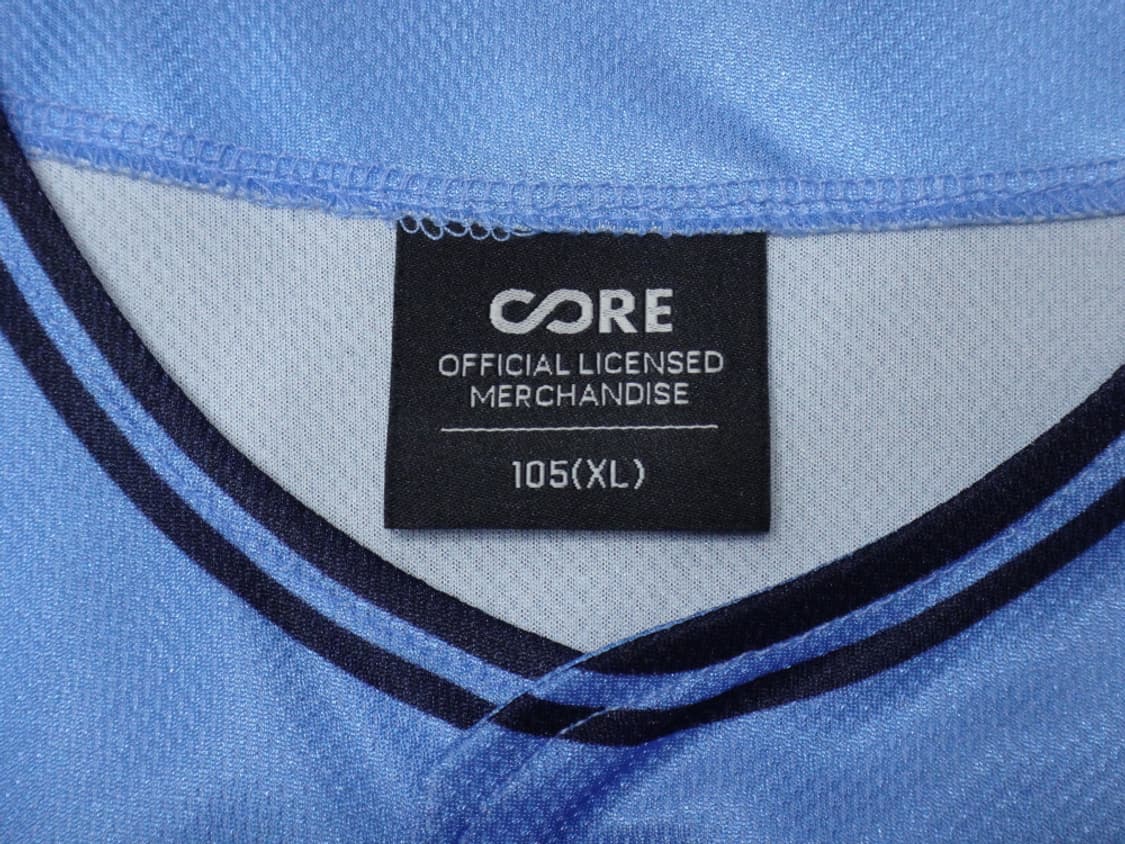 CORE
OFFICIAL LICENSED
MERCHANDISE
105(XL)